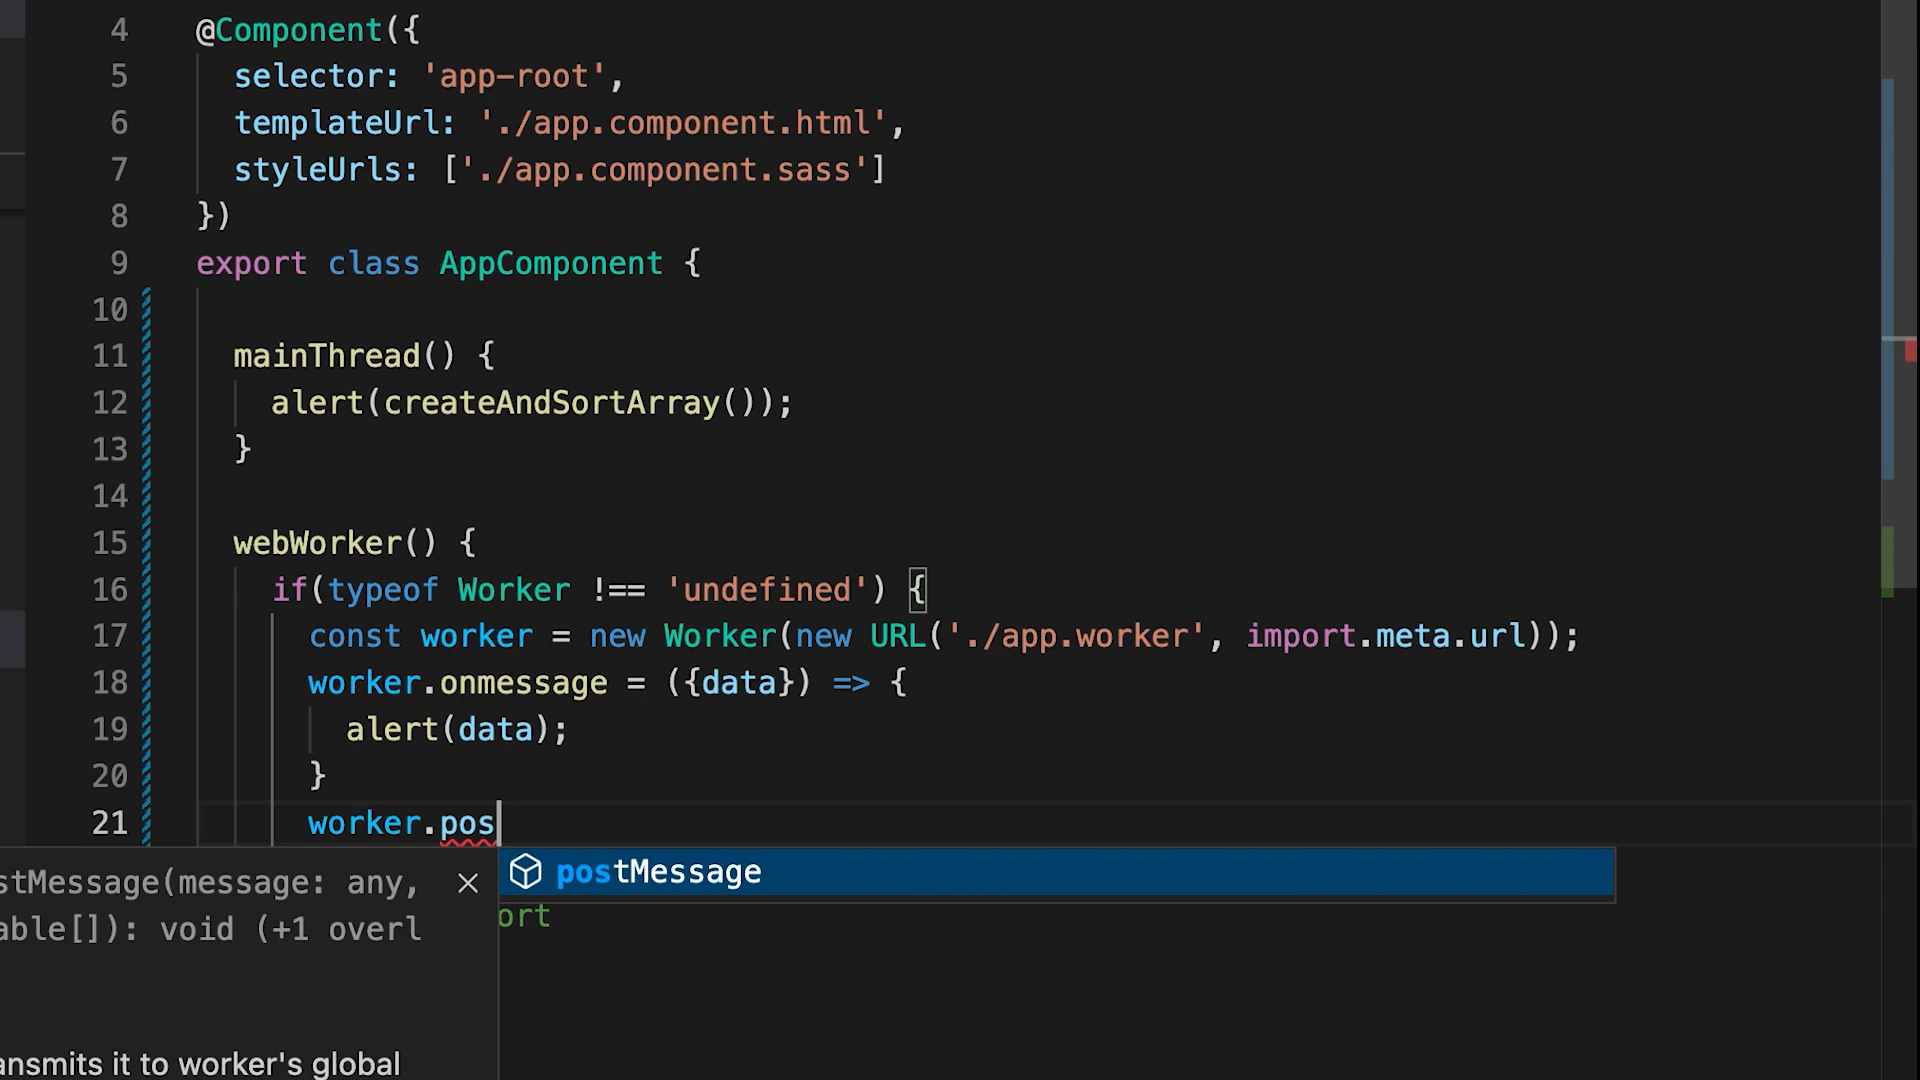 4 @Component({
5 selector: 'app-root',
6 templateUrl: './app.component.html',
7 styleUrls: ['./app.component.sass']
8 })
9 export class AppComponent {
10
11 mainThread() {
12 alert(createAndSortArray());
13 }
14
15 webWorker() {
16 if(typeof Worker !== 'undefined') {
17 const worker = new Worker(new URL('./app.worker', import.meta.url));
18 worker.onmessage = ({data}) => {
19 alert(data);
20 }
21 worker.pos
postMessage
stMessage(message: any,
ort
able[]): void (+1 overl
ansmits it to worker's global